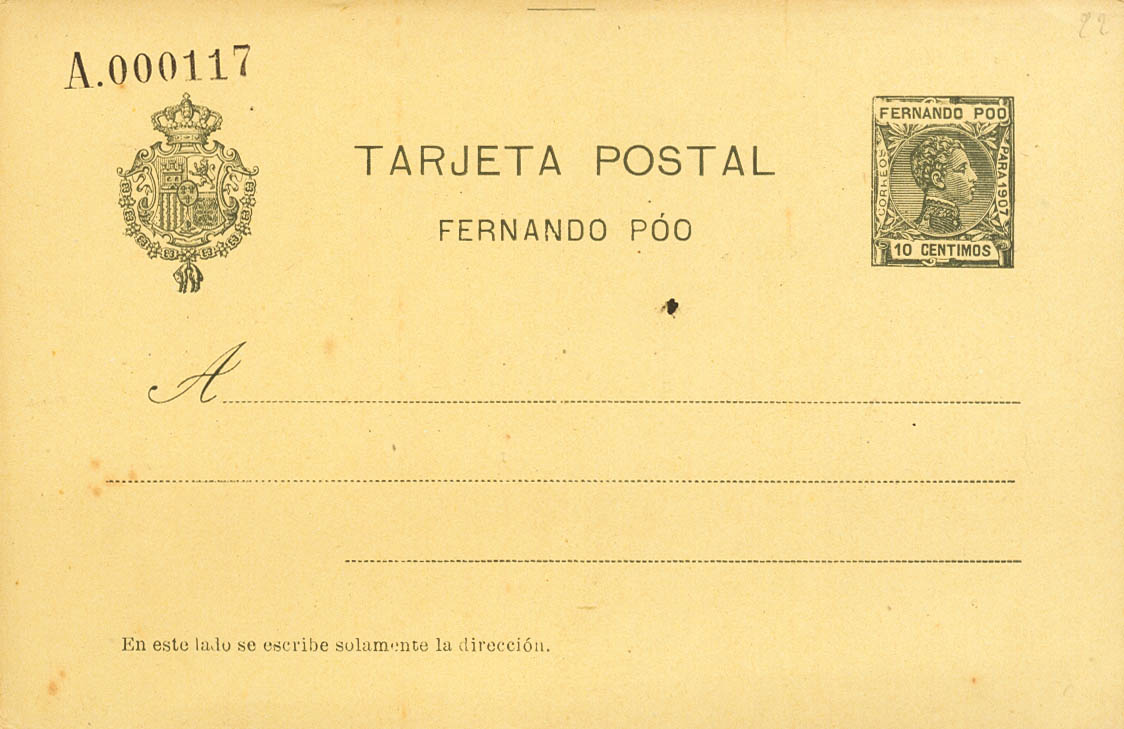 22
A.000117
TARJETA POSTAL
FERNANDO PÓO
FERNANDO POO
CORREOS
PARA 1907
10 CENTIMOS
A
En este lado se escribe solamente la dirección.